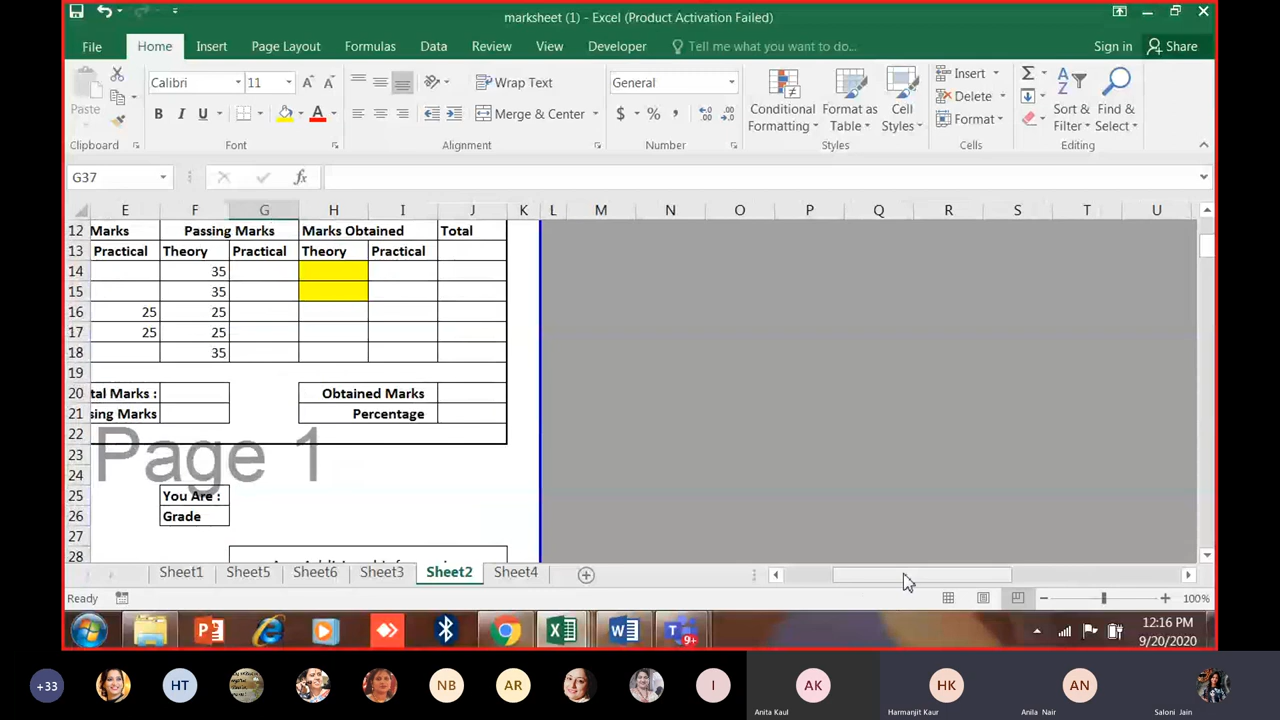 marksheet (1) - Excel (Product Activation Failed)
File Home Insert Page Layout Formulas Data Review View Developer Tell me what you want to do... Sign in Share
Paste
Calibri 11
B I U A
Wrap Text
Merge & Center
General
$ % ,
Conditional Formatting
Format as Table
Cell Styles
Insert
Delete
Format
Sort & Filter
Find & Select
Clipboard Font Alignment Number Styles Cells Editing
G37 fx
E F G H I J K L M N O P Q R S T U
12 Marks Passing Marks Marks Obtained Total
13 Practical Theory Practical Theory Practical
14 35
15 35
16 25 25
17 25 25
18 35
19
20 tal Marks : Obtained Marks
21 sing Marks Percentage
22
Page 1
23
24
25 You Are :
26 Grade
27
28
Sheet1 Sheet5 Sheet6 Sheet3 Sheet2 Sheet4
Ready 100%
9+
12:16 PM
9/20/2020
+33 HT NB AR I AK HK AN
Anita Kaul Harmanjit Kaur Anila Nair Saloni Jain